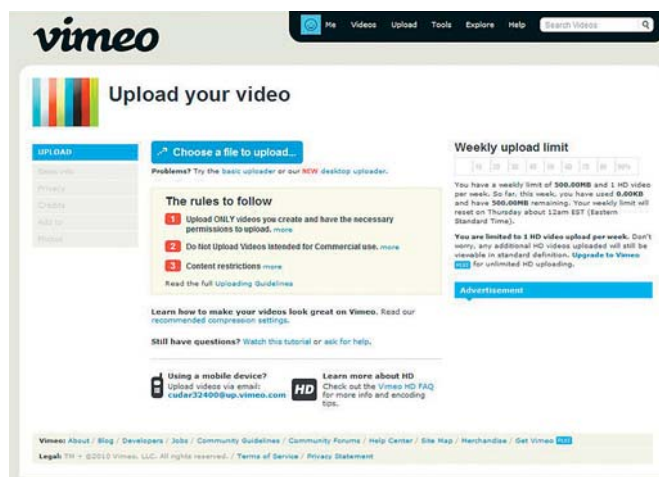 vimeo
Me Videos Upload Tools Explore Help Search Videos
Upload your video
UPLOAD
Basic info
Privacy
Credits
Add to
Photos
Choose a file to upload...
Problems? Try the basic uploader or our NEW desktop uploader.
The rules to follow
1 Upload ONLY videos you create and have the necessary
permissions to upload. more
2 Do Not Upload Videos Intended for Commercial use. more
3 Content restrictions more
Read the full Uploading Guidelines
Learn how to make your videos look great on Vimeo. Read our
recommended compression settings.
Still have questions? Watch this tutorial or ask for help.
Using a mobile device?
Upload videos via email:
cudar32400@up.vimeo.com
HD
Learn more about HD
Check out the Vimeo HD FAQ
for more info and encoding
tips.
Weekly upload limit
You have a weekly limit of 500.00MB and 1 HD video
per week. So far, this week, you have used 0.00KB
and have 500.00MB remaining. Your weekly limit will
reset on Thursday about 12am EST (Eastern
Standard Time).
You are limited to 1 HD video upload per week. Don't
worry, any additional HD videos uploaded will still be
viewable in standard definition. Upgrade to Vimeo
PLUS for unlimited HD uploading.
Advertisement
Vimeo: About / Blog / Developers / Jobs / Community Guidelines / Community Forums / Help Center / Site Map / Merchandise / Get Vimeo PLUS
Legal: TM + ©2010 Vimeo, LLC. All rights reserved. / Terms of Service / Privacy Statement